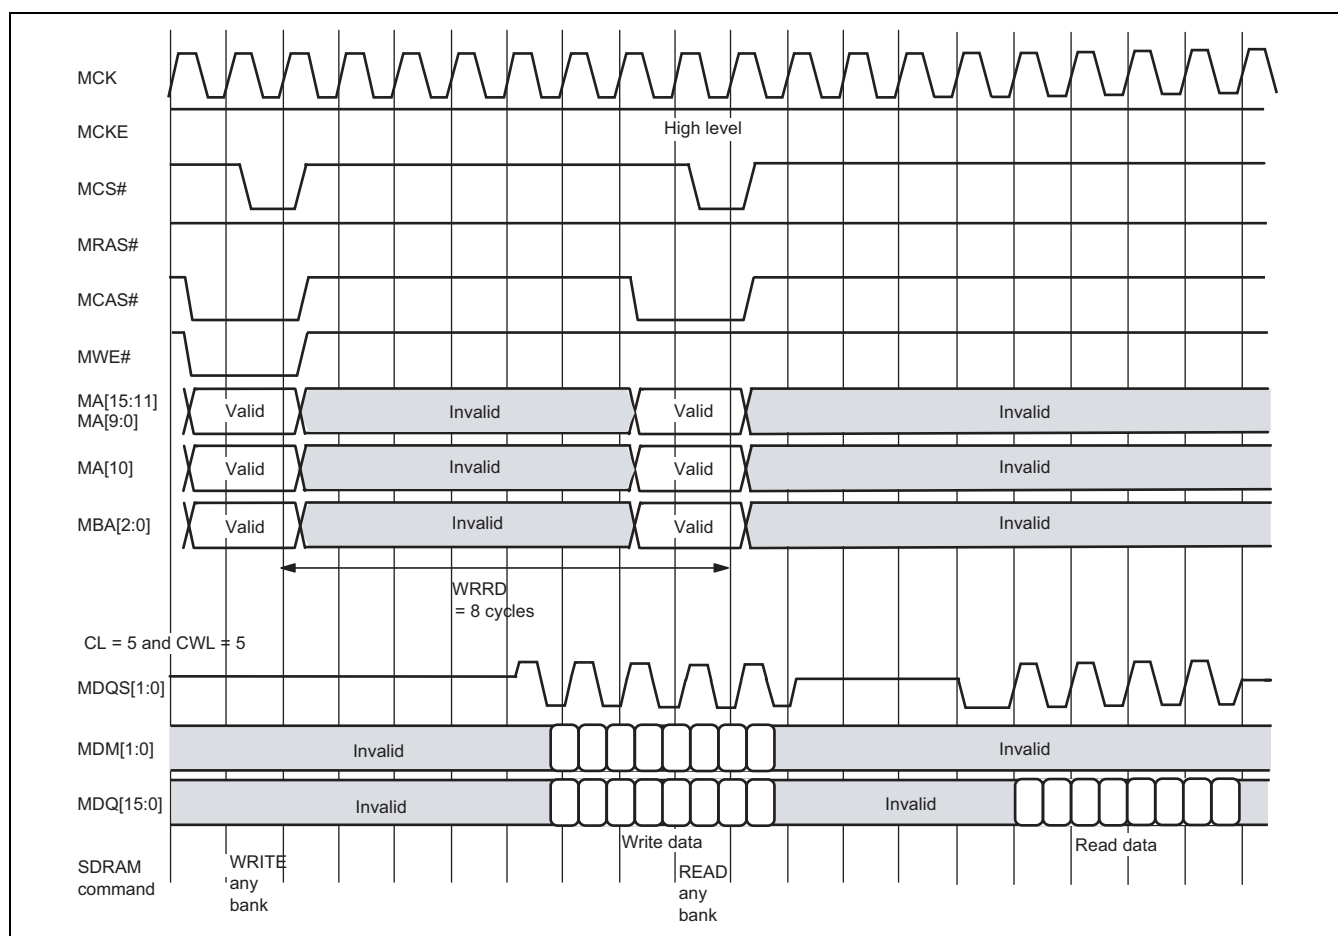 MCK
MCKE
High level
MCS#
MRAS#
MCAS#
MWE#
MA[15:11]
MA[9:0]
Valid
Invalid
Valid
Invalid
MA[10]
Valid
Invalid
Valid
Invalid
MBA[2:0]
Valid
Invalid
Valid
Invalid
WRRD
= 8 cycles
CL = 5 and CWL = 5
MDQS[1:0]
MDM[1:0]
Invalid
Invalid
MDQ[15:0]
Invalid
Invalid
Write data
Read data
SDRAM
command
WRITE
any
bank
READ
any
bank